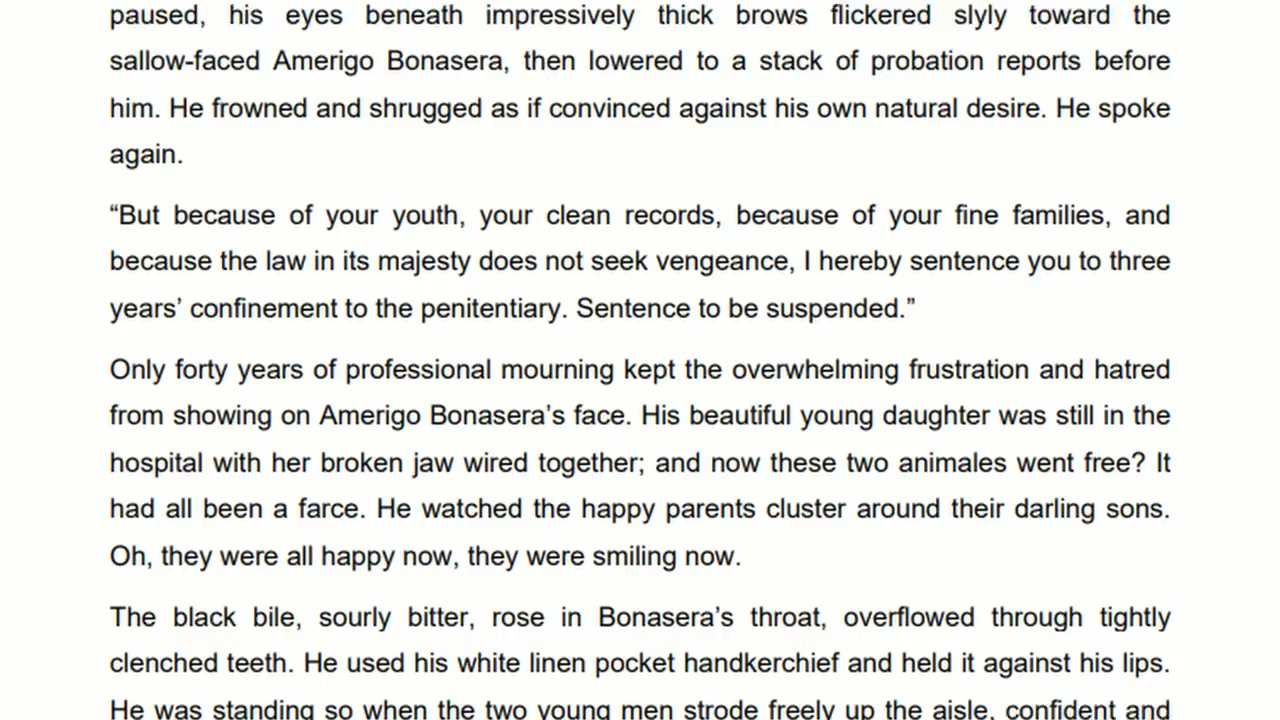 paused, his eyes beneath impressively thick brows flickered slyly toward the
sallow-faced Amerigo Bonasera, then lowered to a stack of probation reports before
him. He frowned and shrugged as if convinced against his own natural desire. He spoke
again.
“But because of your youth, your clean records, because of your fine families, and
because the law in its majesty does not seek vengeance, I hereby sentence you to three
years’ confinement to the penitentiary. Sentence to be suspended.”
Only forty years of professional mourning kept the overwhelming frustration and hatred
from showing on Amerigo Bonasera’s face. His beautiful young daughter was still in the
hospital with her broken jaw wired together; and now these two animales went free? It
had all been a farce. He watched the happy parents cluster around their darling sons.
Oh, they were all happy now, they were smiling now.
The black bile, sourly bitter, rose in Bonasera’s throat, overflowed through tightly
clenched teeth. He used his white linen pocket handkerchief and held it against his lips.
He was standing so when the two young men strode freely up the aisle, confident and